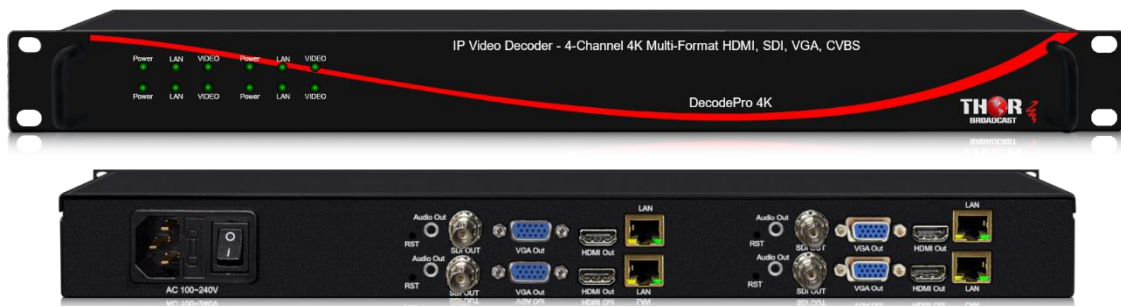 IP Video Decoder - 4-Channel 4K Multi-Format HDMI, SDI, VGA, CVBS
Power LAN VIDEO Power LAN VIDEO
Power LAN VIDEO Power LAN VIDEO
DecodePro 4K
THOR
BROADCAST
AC 100~240V
O
I
Audio Out
RST
SDI OUT
VGA Out
HDMI Out
LAN
Audio Out
RST
SDI OUT
VGA Out
HDMI Out
LAN
Audio Out
RST
SDI OUT
VGA Out
HDMI Out
LAN
Audio Out
RST
SDI OUT
VGA Out
HDMI Out
LAN